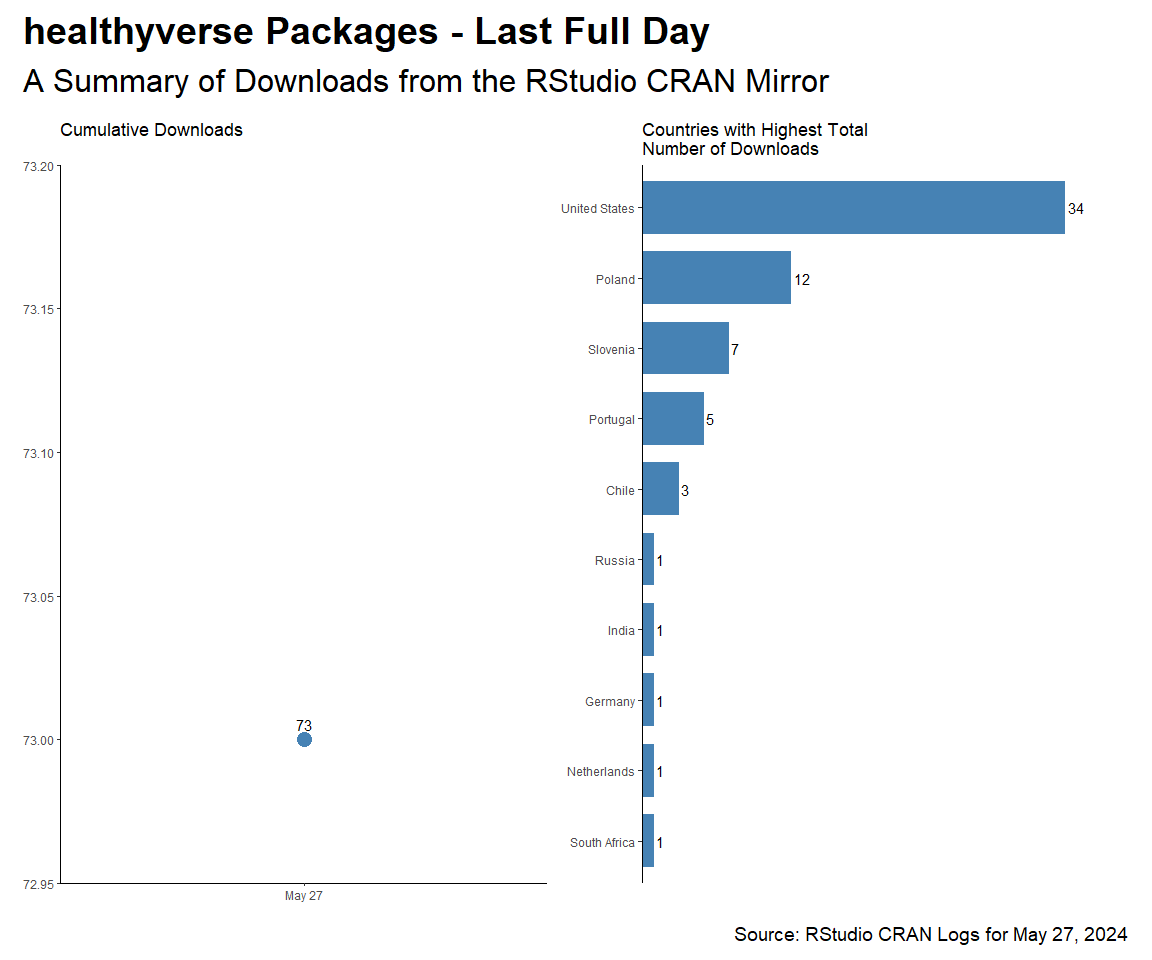 healthyverse Packages - Last Full Day
A Summary of Downloads from the RStudio CRAN Mirror
Cumulative Downloads
73.20
73.15
73.10
73.05
73.00
72.95
73
May 27
Countries with Highest Total
Number of Downloads
United States 34
Poland 12
Slovenia 7
Portugal 5
Chile 3
Russia 1
India 1
Germany 1
Netherlands 1
South Africa 1
Source: RStudio CRAN Logs for May 27, 2024